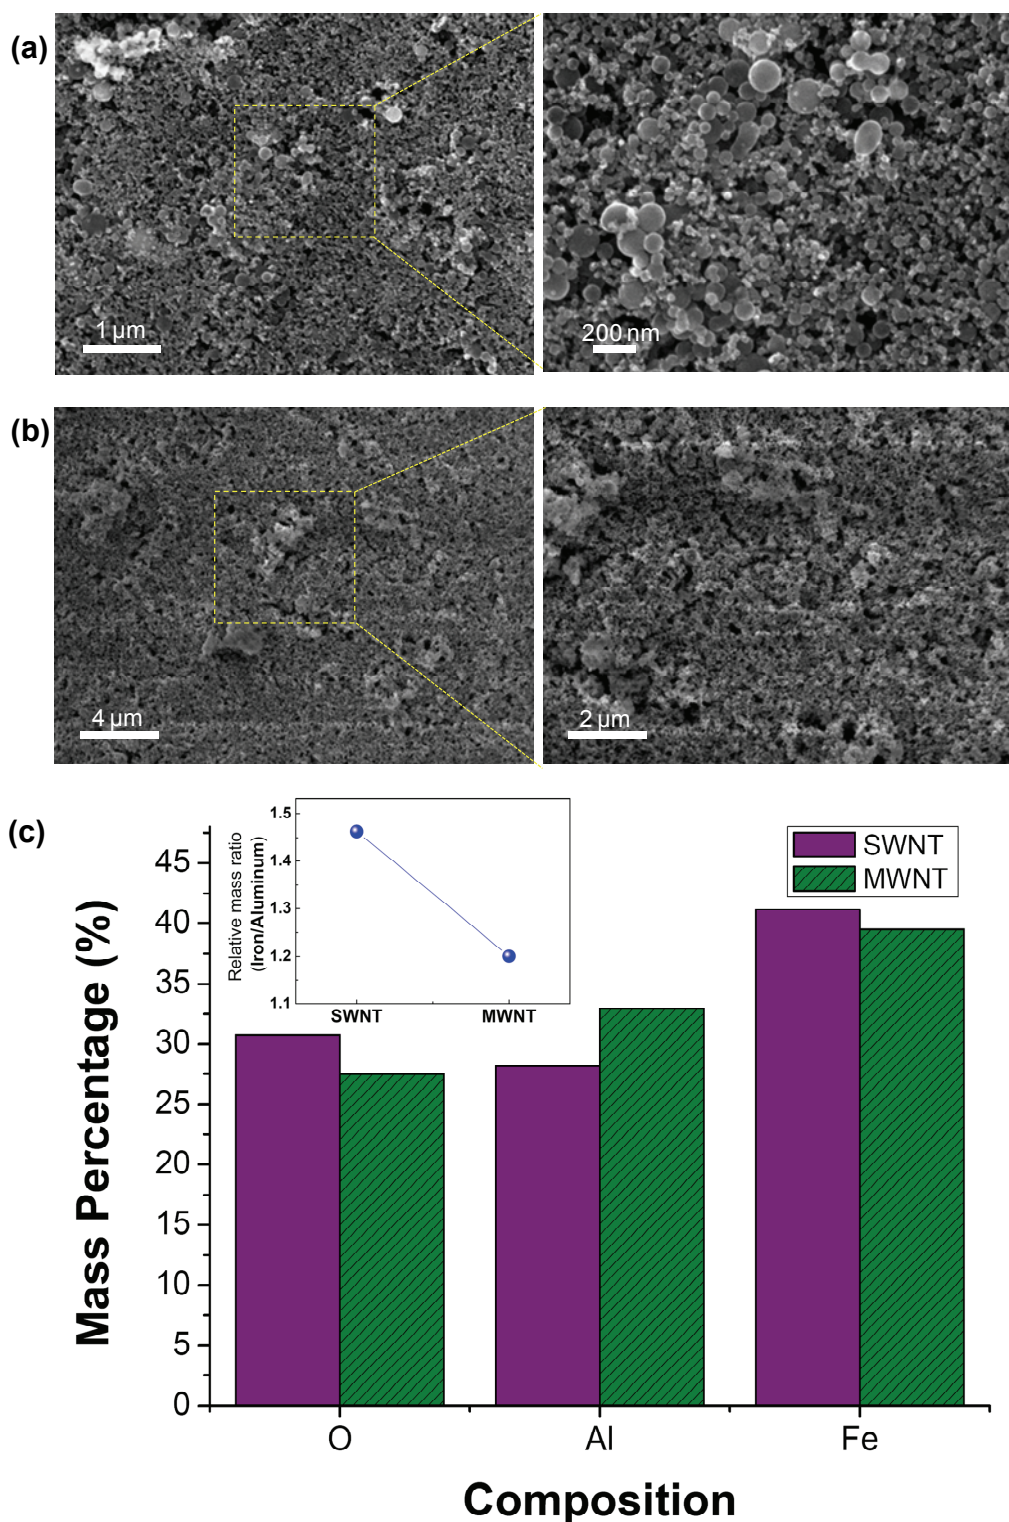 (a)
1 μm
200 nm
(b)
4 μm
2 μm
(c)
Relative mass ratio
(Iron/Aluminum)
1.5
1.4
1.3
1.2
1.1
SWNT
MWNT
SWNT
MWNT
Mass Percentage (%)
45
40
35
30
25
20
15
10
5
0
O
Al
Fe
Composition